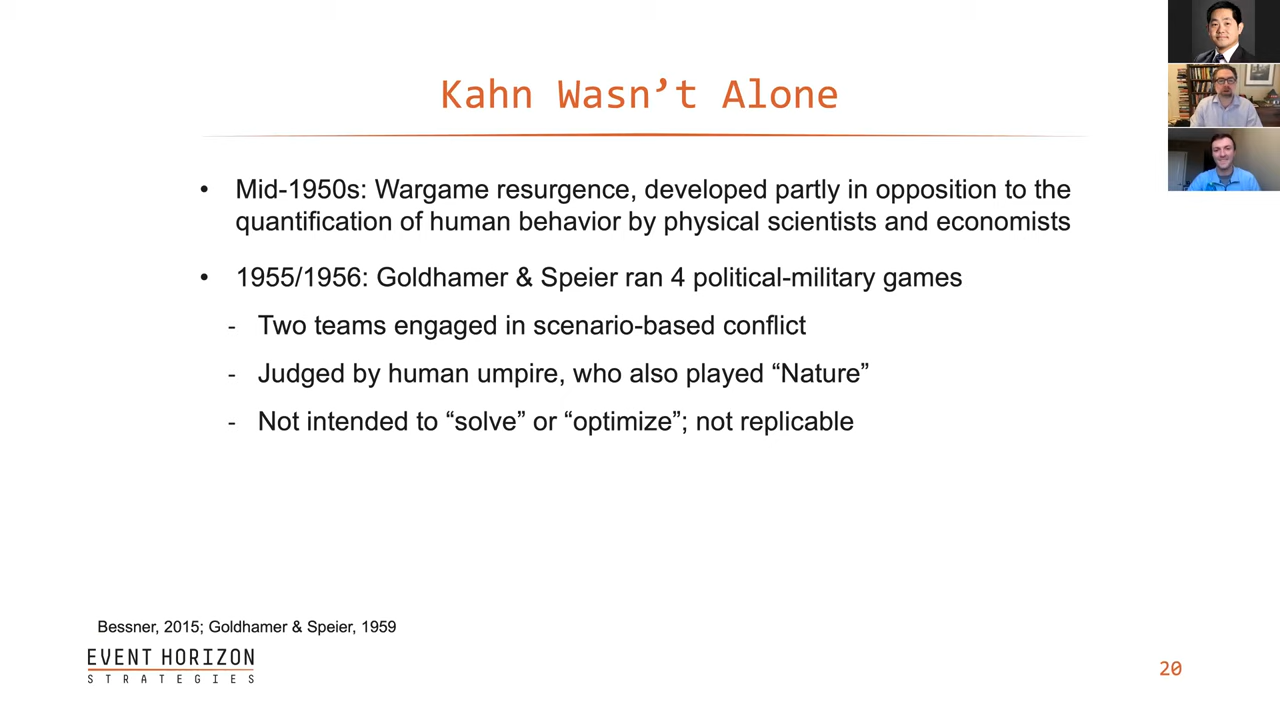 Kahn Wasn’t Alone
• Mid-1950s: Wargame resurgence, developed partly in opposition to the
quantification of human behavior by physical scientists and economists
• 1955/1956: Goldhamer & Speier ran 4 political-military games
- Two teams engaged in scenario-based conflict
- Judged by human umpire, who also played “Nature”
- Not intended to “solve” or “optimize”; not replicable
Bessner, 2015; Goldhamer & Speier, 1959
EVENT HORIZON
STRATEGIES
20